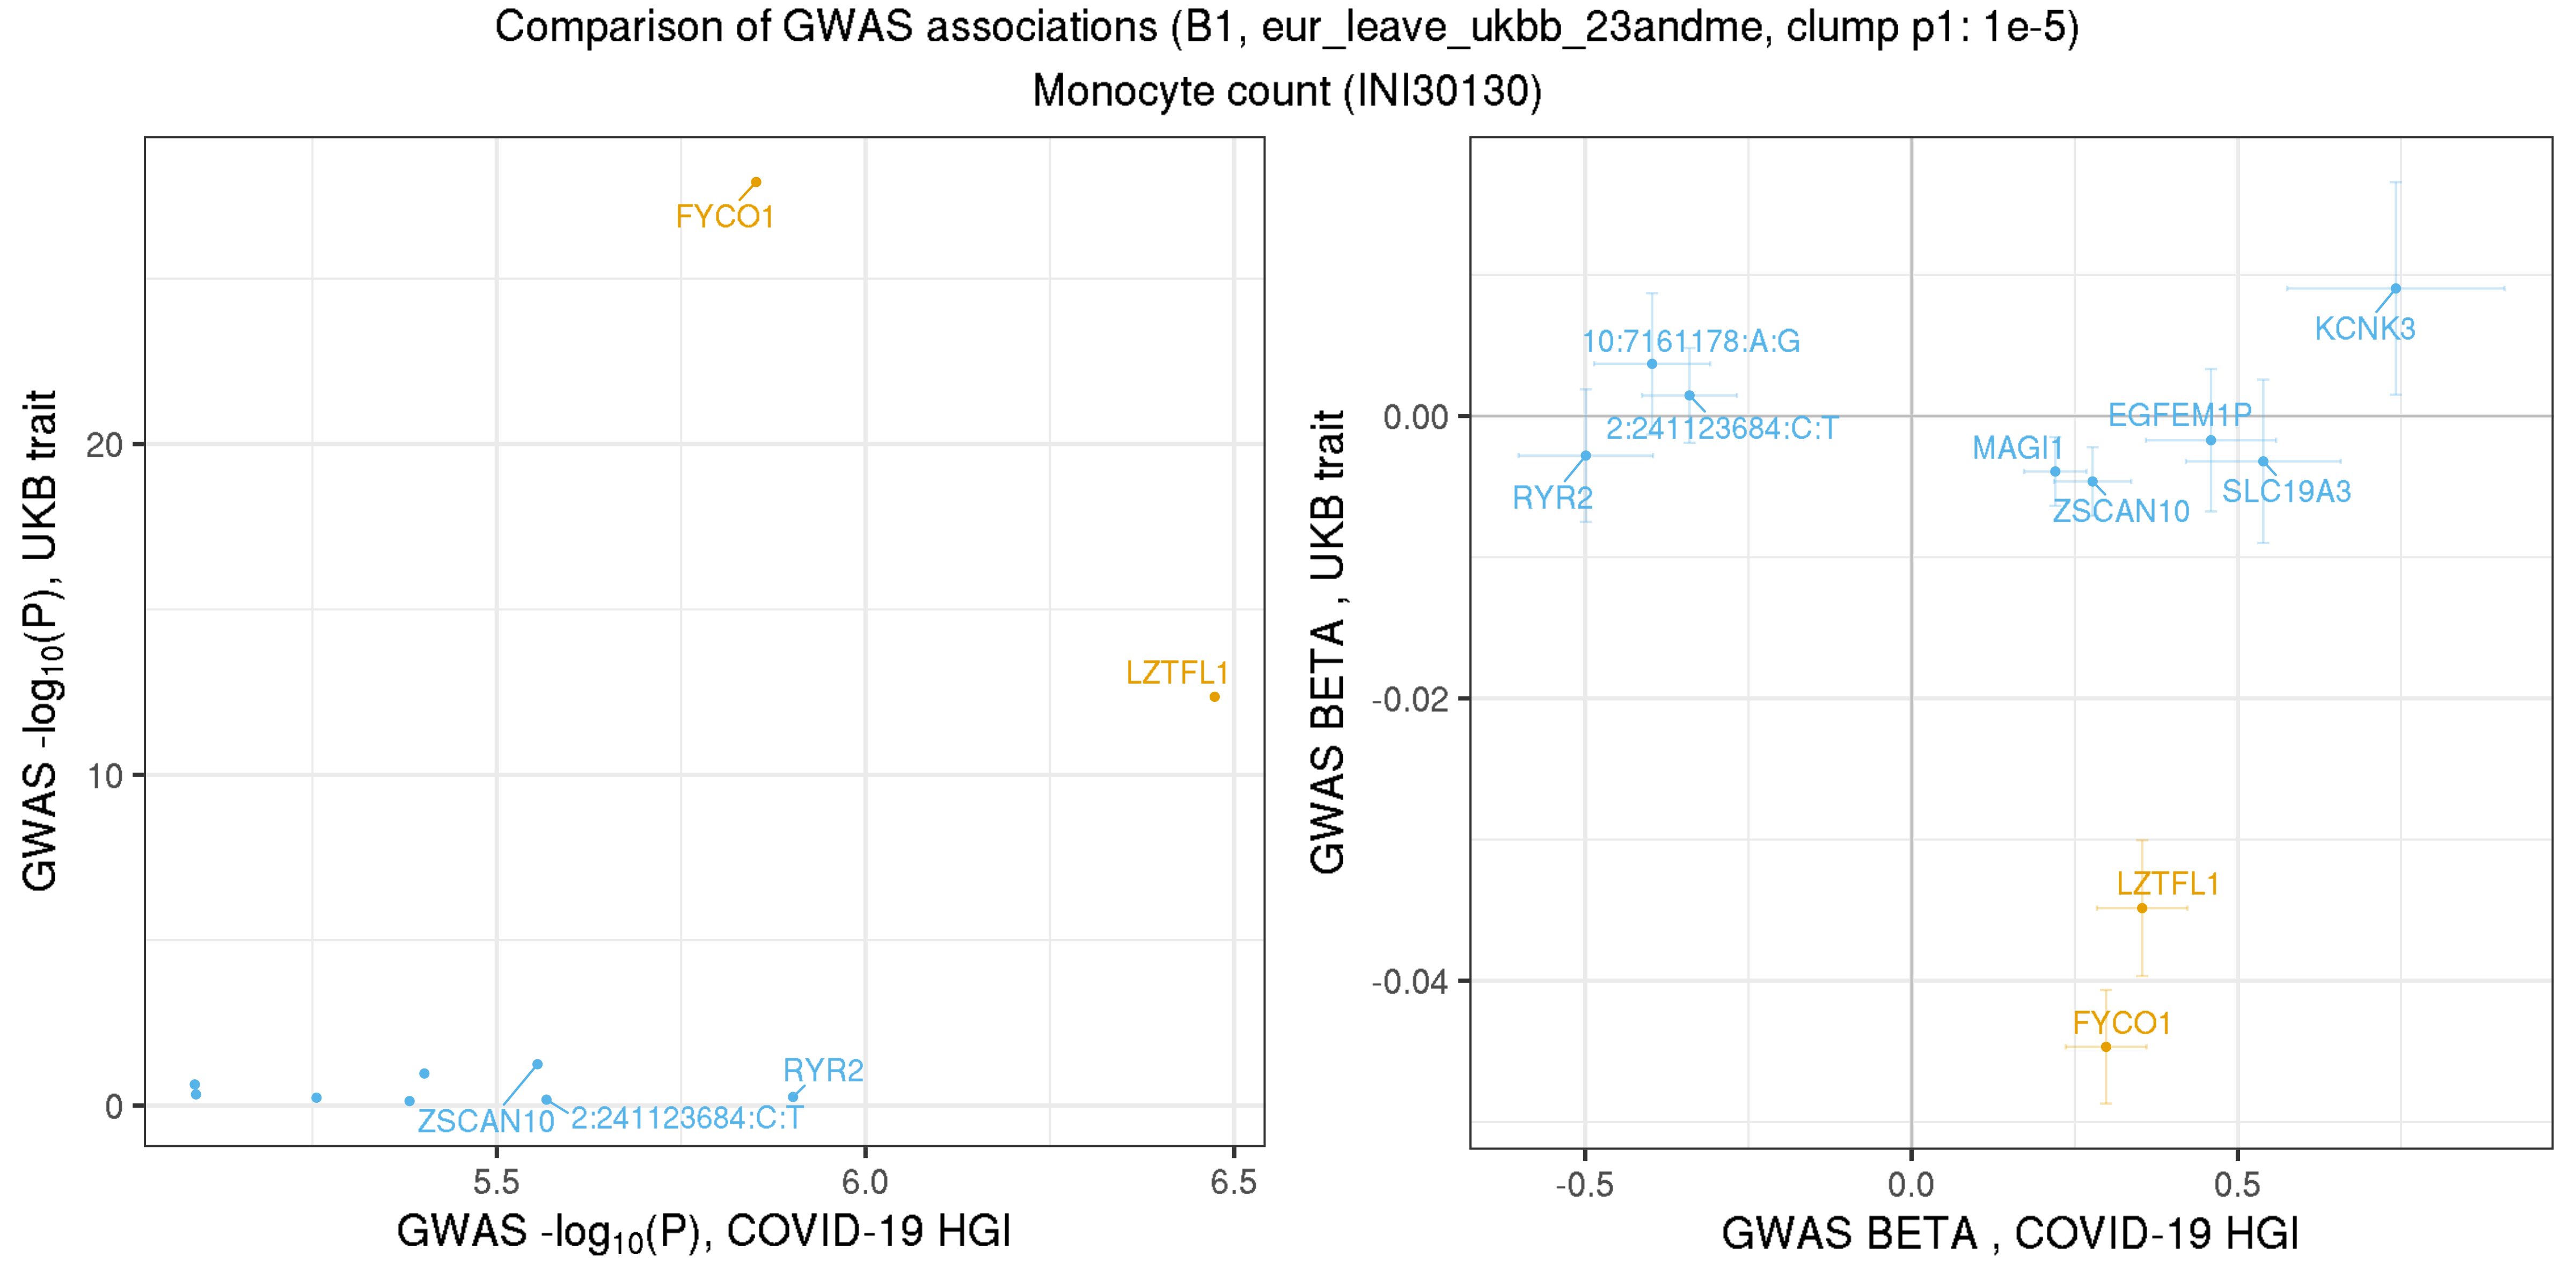 Comparison of GWAS associations (B1, eur_leave_ukbb_23andme, clump p1: 1e-5)
Monocyte count (INI30130)
GWAS -log10(P), UKB trait
20
10
0
FYCO1
LZTFL1
RYR2
ZSCAN10
2:241123684:C:T
5.5
6.0
6.5
GWAS -log10(P), COVID-19 HGI
GWAS BETA , UKB trait
0.00
-0.02
-0.04
KCNK3
10:7161178:A:G
EGFEM1P
2:241123684:C:T
MAGI1
RYR2
SLC19A3
ZSCAN10
LZTFL1
FYCO1
-0.5
0.0
0.5
GWAS BETA , COVID-19 HGI